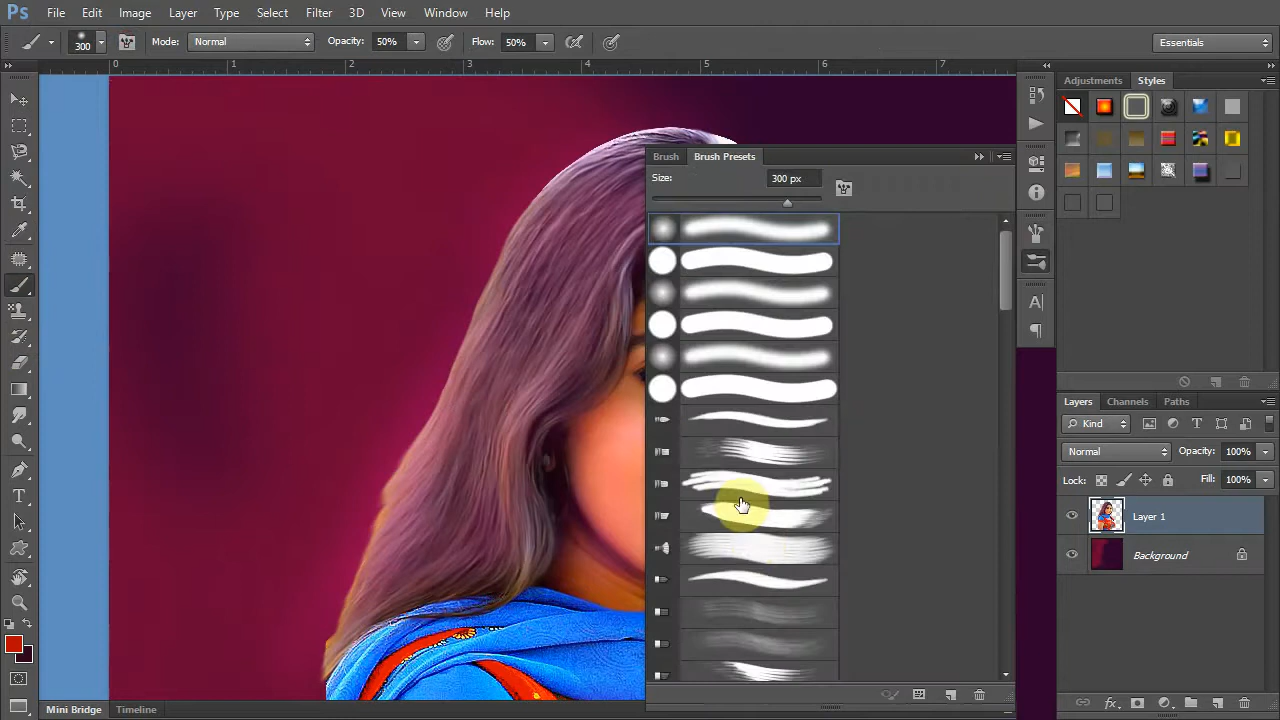 Ps File Edit Image Layer Type Select Filter 3D View Window Help
300 Mode: Normal Opacity: 50% Flow: 50% Essentials
0 1 2 3 4 5 6 7
Adjustments Styles
Brush Brush Presets
Size: 300 px
A
Layers Channels Paths
Kind T
Normal Opacity: 100%
Lock: Fill: 100%
Layer 1
Background
T
fx
Mini Bridge Timeline